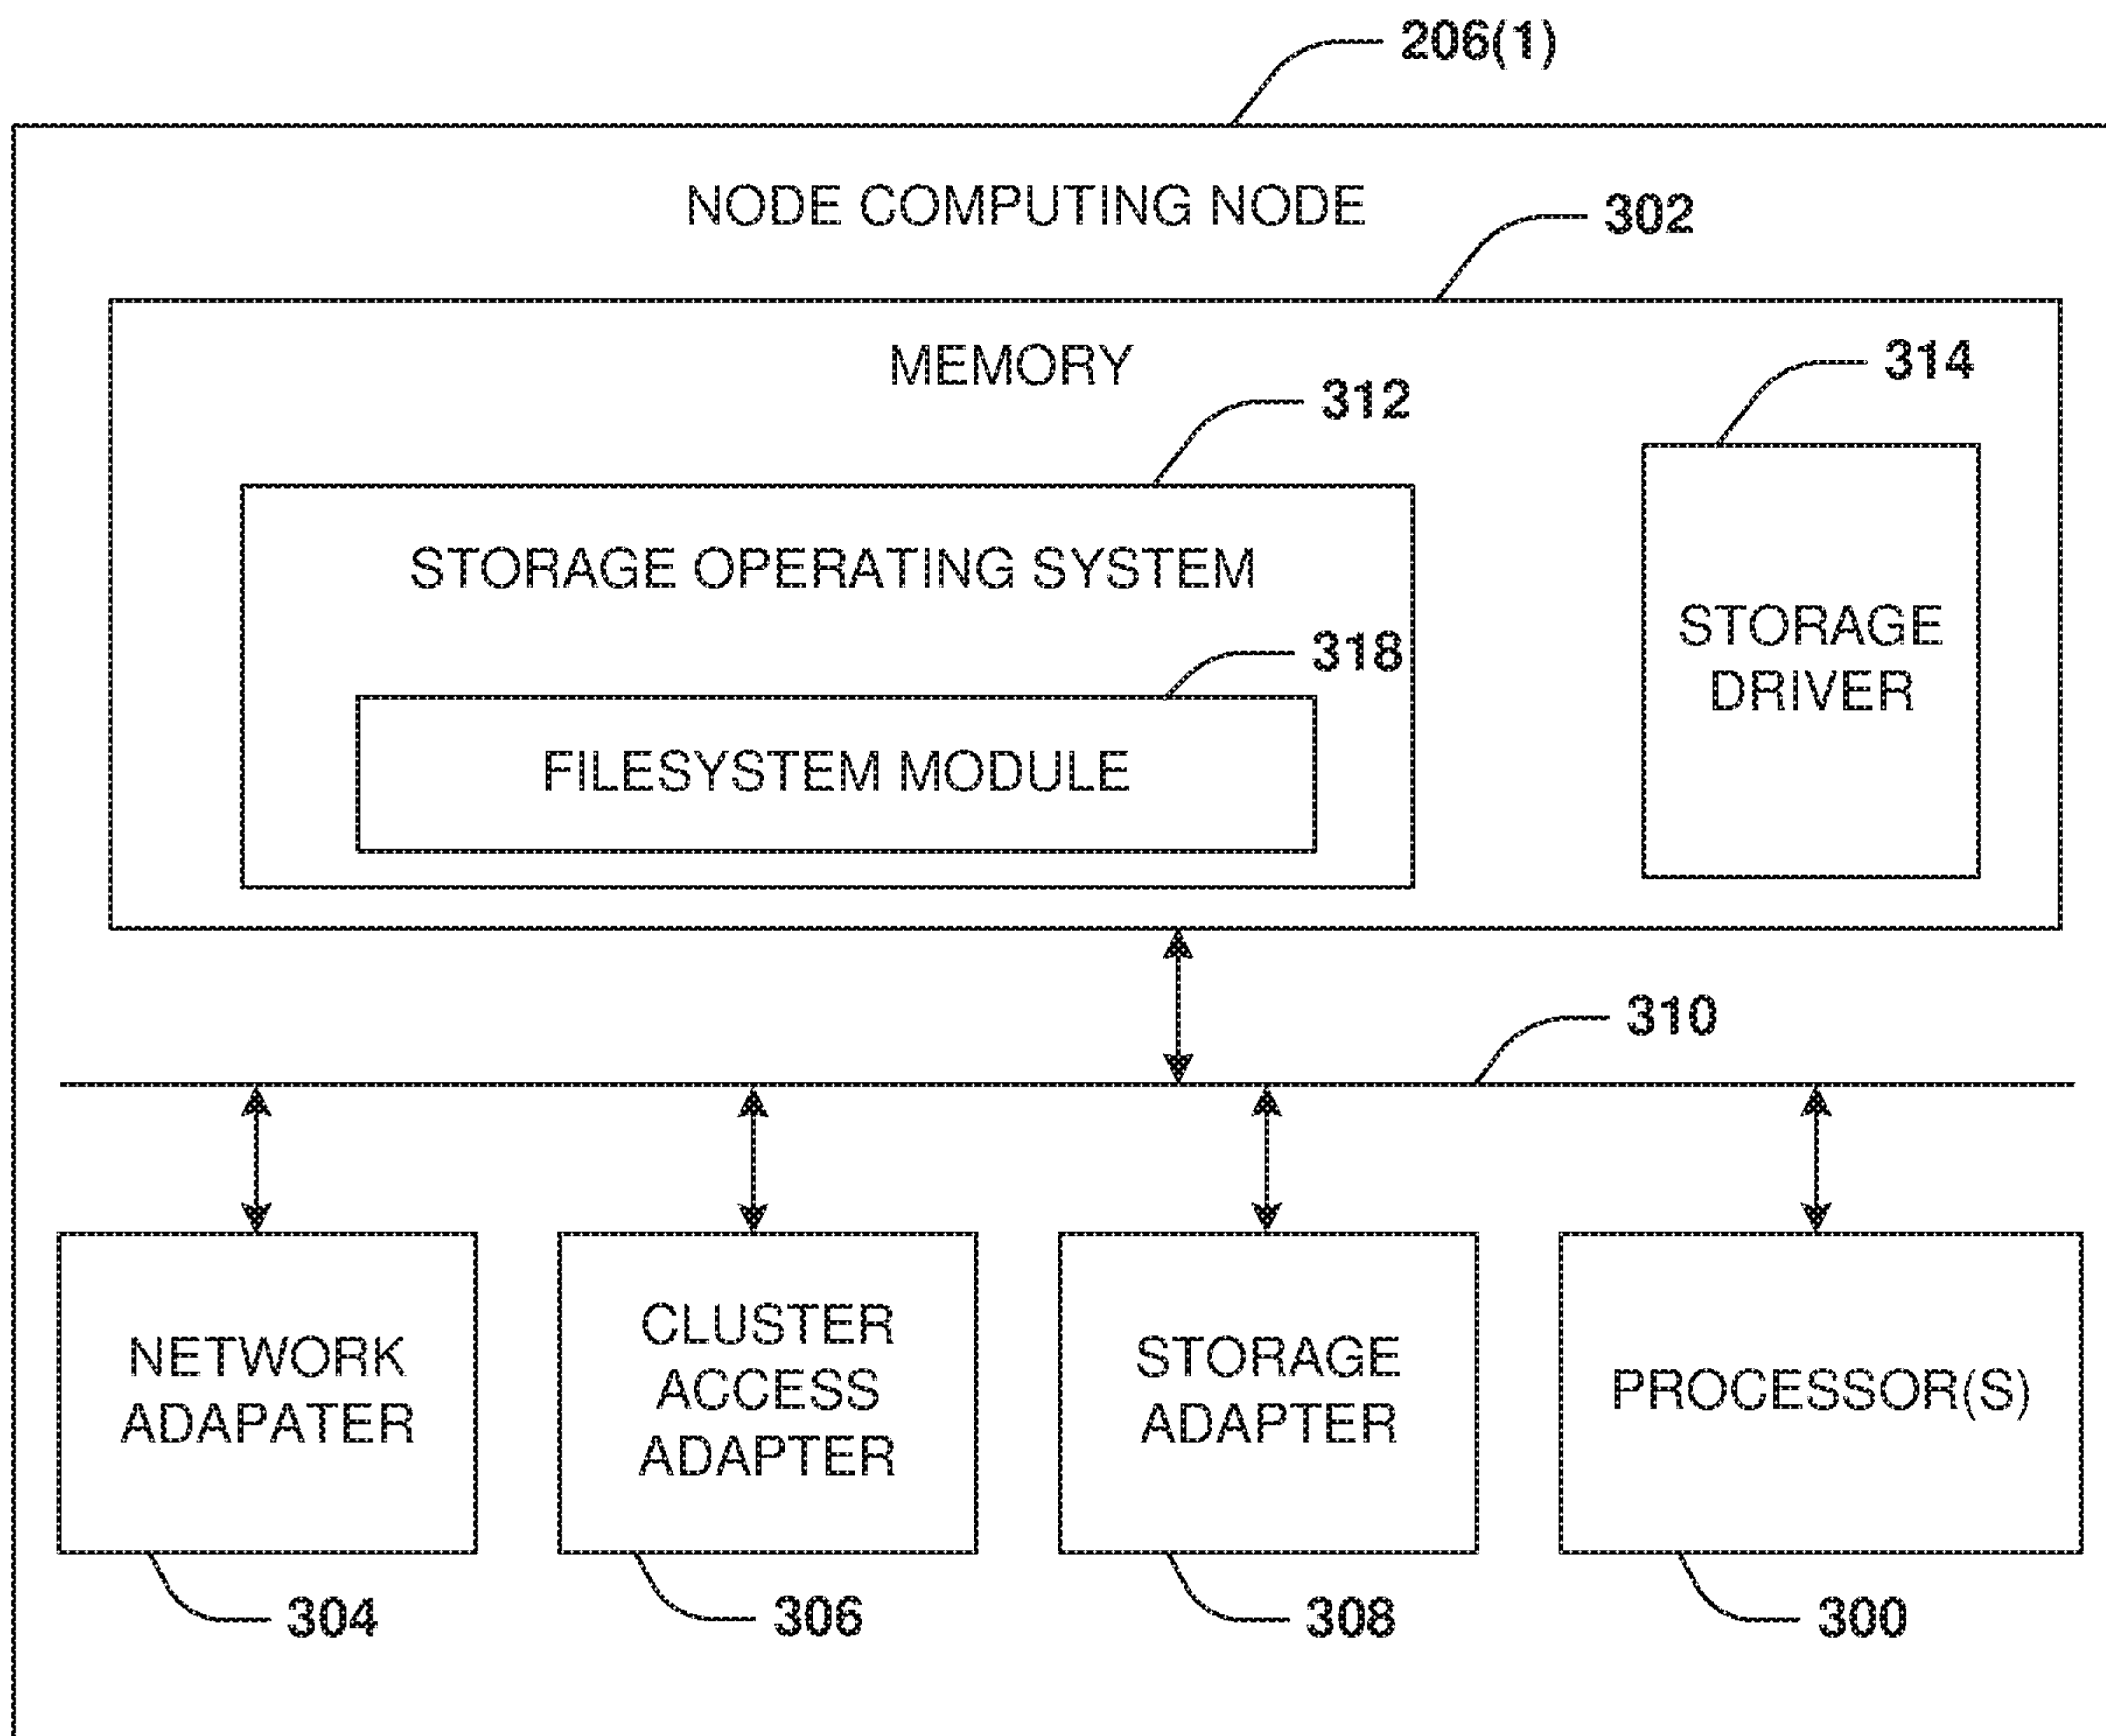 206(1)
NODE COMPUTING NODE
302
MEMORY
314
312
STORAGE OPERATING SYSTEM
STORAGE
DRIVER
318
FILESYSTEM MODULE
310
NETWORK
ADAPATER
CLUSTER
ACCESS
ADAPTER
STORAGE
ADAPTER
PROCESSOR(S)
304
306
308
300